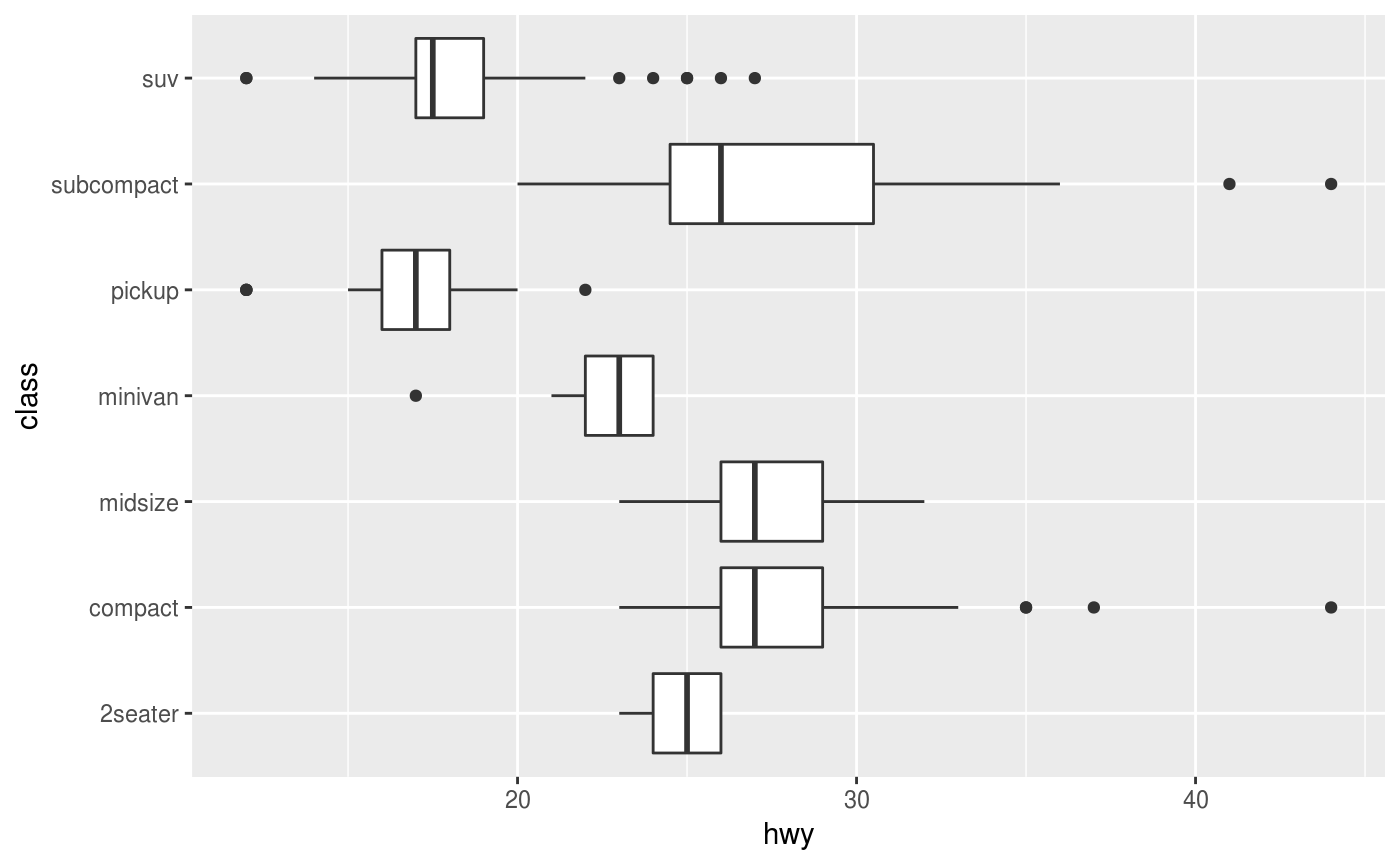 suv
subcompact
pickup
minivan
midsize
compact
2seater
class
20 30 40
hwy